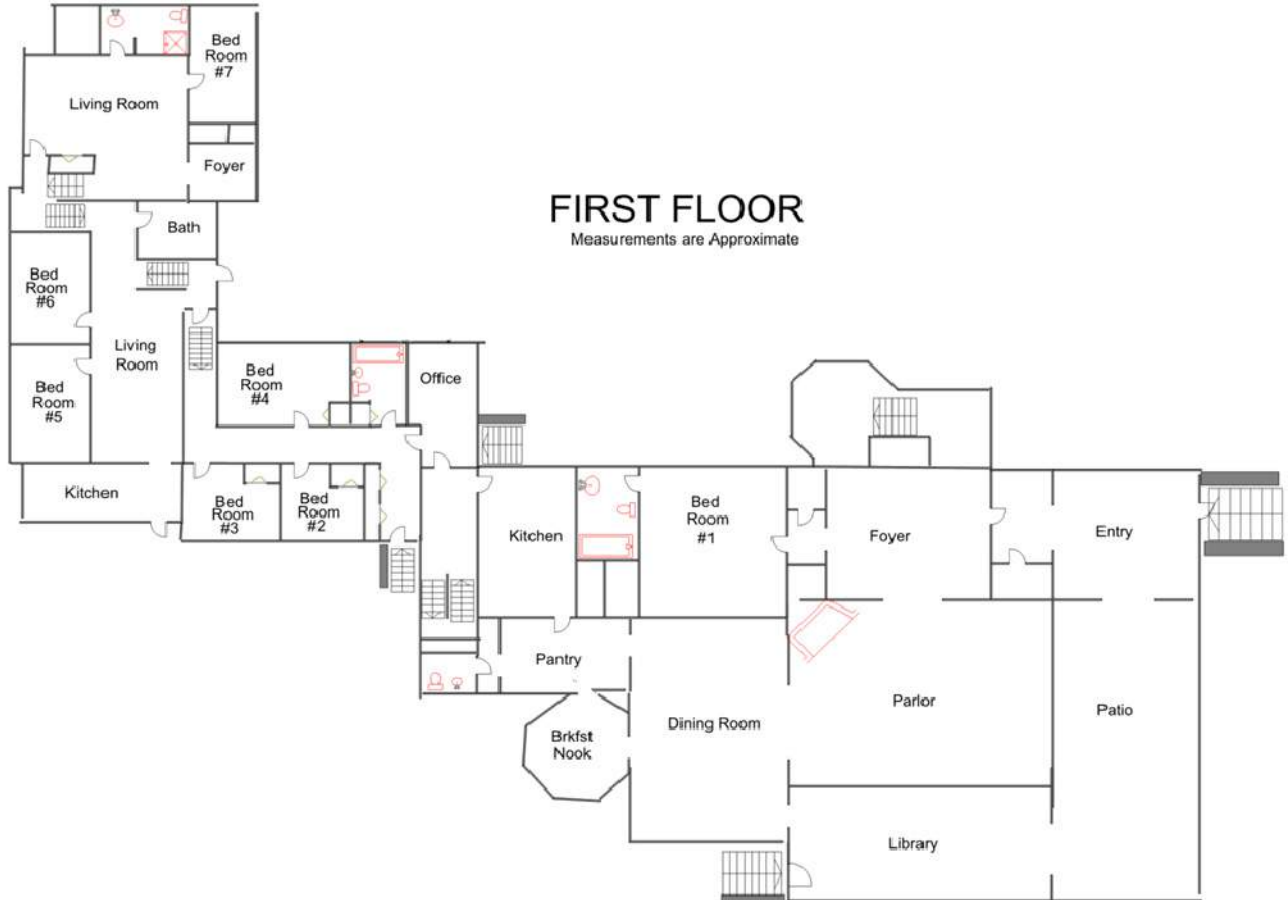 Bed
Room
#7
Living Room
Foyer
FIRST FLOOR
Measurements are Approximate
Bath
Bed
Room
#6
Living
Room
Bed
Room
#5
Bed
Room
#4
Office
Kitchen
Bed
Room
#3
Bed
Room
#2
Kitchen
Bed
Room
#1
Foyer
Entry
Pantry
Brkfst
Nook
Dining Room
Parlor
Patio
Library